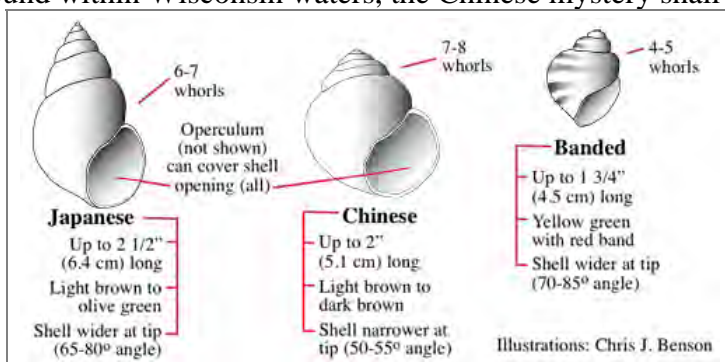 und within Wisconsin waters, the Chinese mystery snail
6-7
whorls
7-8
whorls
4-5
whorls
Operculum
(not shown)
can cover shell
opening (all)
Japanese
Up to 2 1/2”
(6.4 cm) long
Light brown to
olive green
Shell wider at tip
(65-80º angle)
Chinese
Up to 2”
(5.1 cm) long
Light brown to
dark brown
Shell narrower at
tip (50-55º angle)
Banded
Up to 1 3/4”
(4.5 cm) long
Yellow green
with red band
Shell wider at tip
(70-85º angle)
Illustrations: Chris J. Benson